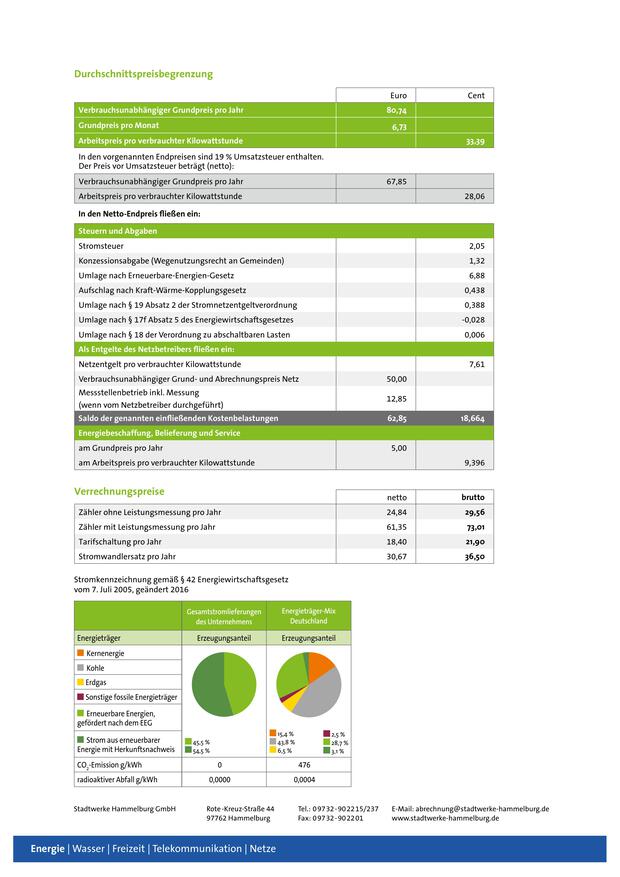 Durchschnittspreisbegrenzung
Euro Cent
Verbrauchsunabhängiger Grundpreis pro Jahr 80,74
Grundpreis pro Monat 6,73
Arbeitspreis pro verbrauchter Kilowattstunde 33.39
In den vorgenannten Endpreisen sind 19 % Umsatzsteuer enthalten.
Der Preis vor Umsatzsteuer beträgt (netto):
Verbrauchsunabhängiger Grundpreis pro Jahr 67,85
Arbeitspreis pro verbrauchter Kilowattstunde 28,06
In den Netto-Endpreis fließen ein:
Steuern und Abgaben
Stromsteuer 2,05
Konzessionsabgabe (Wegenutzungsrecht an Gemeinden) 1,32
Umlage nach Erneuerbare-Energien-Gesetz 6,88
Aufschlag nach Kraft-Wärme-Kopplungsgesetz 0,438
Umlage nach § 19 Absatz 2 der Stromnetzentgeltverordnung 0,388
Umlage nach § 17f Absatz 5 des Energiewirtschaftsgesetzes -0,028
Umlage nach § 18 der Verordnung zu abschaltbaren Lasten 0,006
Als Entgelte des Netzbetreibers fließen ein:
Netzentgelt pro verbrauchter Kilowattstunde 7,61
Verbrauchsunabhängiger Grund- und Abrechnungspreis Netz 50,00
Messstellenbetrieb inkl. Messung
(wenn vom Netzbetreiber durchgeführt) 12,85
Saldo der genannten einfließenden Kostenbelastungen 62,85 18,664
Energiebeschaffung, Belieferung und Service
am Grundpreis pro Jahr 5,00
am Arbeitspreis pro verbrauchter Kilowattstunde 9,396
Verrechnungspreise netto brutto
Zähler ohne Leistungsmessung pro Jahr 24,84 29,56
Zähler mit Leistungsmessung pro Jahr 61,35 73,01
Tarifschaltung pro Jahr 18,40 21,90
Stromwandlersatz pro Jahr 30,67 36,50
Stromkennzeichnung gemäß § 42 Energiewirtschaftsgesetz
vom 7. Juli 2005, geändert 2016
Gesamtstromlieferungen
des Unternehmens
Energieträger-Mix
Deutschland
Energieträger Erzeugungsanteil Erzeugungsanteil
Kernenergie
Kohle
Erdgas
Sonstige fossile Energieträger
Erneuerbare Energien,
gefördert nach dem EEG
Strom aus erneuerbarer
Energie mit Herkunftsnachweis
45,5 %
54,5 %
15,4 % 2,5 %
43,8 % 28,7 %
6,5 % 3,1 %
CO2-Emission g/kWh 0 476
radioaktiver Abfall g/kWh 0,0000 0,0004
Stadtwerke Hammelburg GmbH Rote-Kreuz-Straße 44 Tel.: 09732-902215/237 E-Mail: abrechnung@stadtwerke-hammelburg.de
97762 Hammelburg Fax: 09732-902201 www.stadtwerke-hammelburg.de
Energie | Wasser | Freizeit | Telekommunikation | Netze